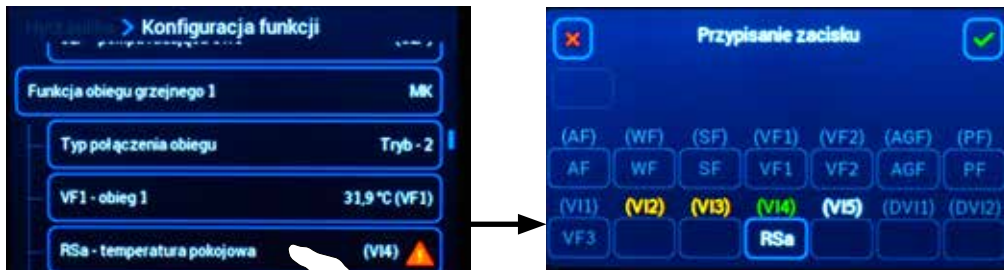 > Konfiguracja funkcji
Funkcja obiegu grzejnego 1 MK
Typ połączenia obiegu Tryb - 2
VF1 - obieg 1 31,9 °C (VF1)
RSa - temperatura pokojowa (VI4)
Przypisanie zacisku
(AF) (WF) (SF) (VF1) (VF2) (AGF) (PF)
AF WF SF VF1 VF2 AGF PF
(VI1) (VI2) (VI3) (VI4) (VI5) (DVI1) (DVI2)
VF3 RSa